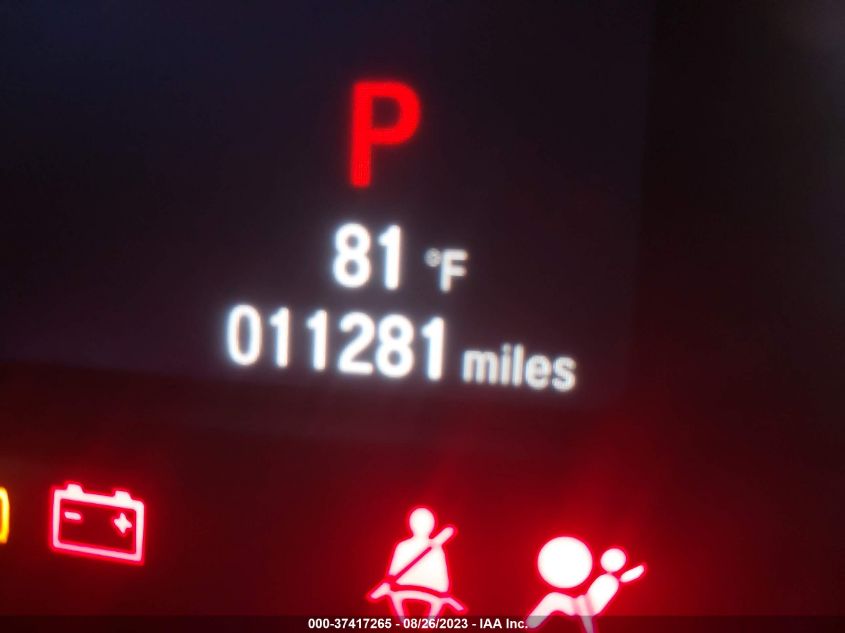 P
81 °F
011281 miles
000-37417265 - 08/26/2023 - IAA Inc.